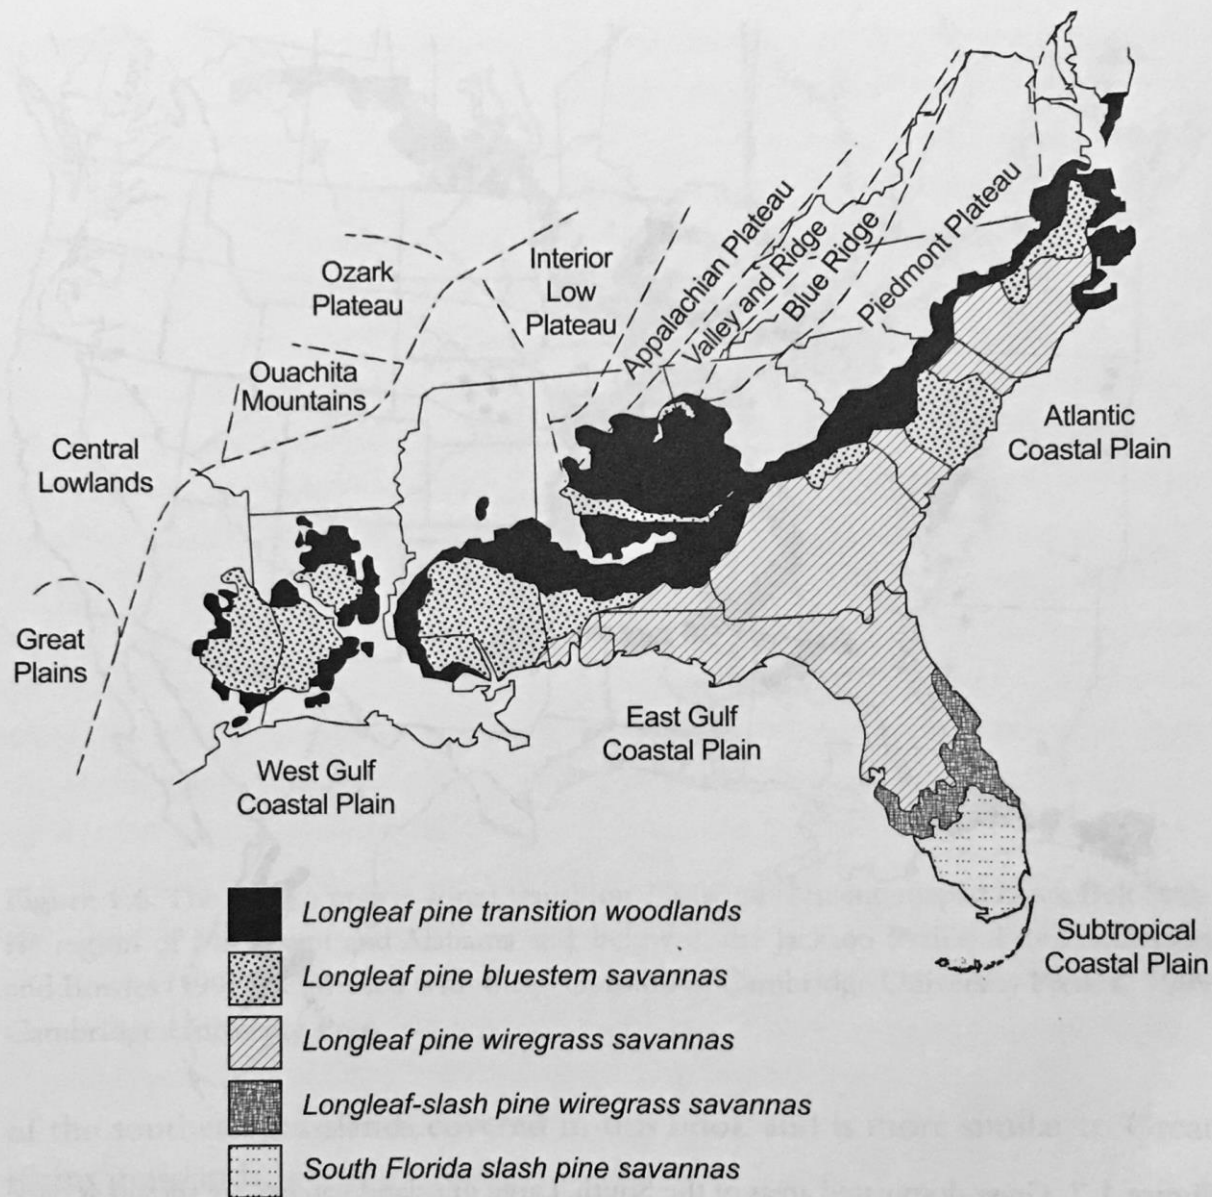 Ozark
Plateau
Interior
Low
Plateau
Appalachian Plateau
Valley and Ridge
Blue Ridge
Piedmont Plateau
Ouachita
Mountains
Central
Lowlands
Atlantic
Coastal Plain
Great
Plains
East Gulf
Coastal Plain
West Gulf
Coastal Plain
Subtropical
Coastal Plain
Longleaf pine transition woodlands
Longleaf pine bluestem savannas
Longleaf pine wiregrass savannas
Longleaf-slash pine wiregrass savannas
South Florida slash pine savannas